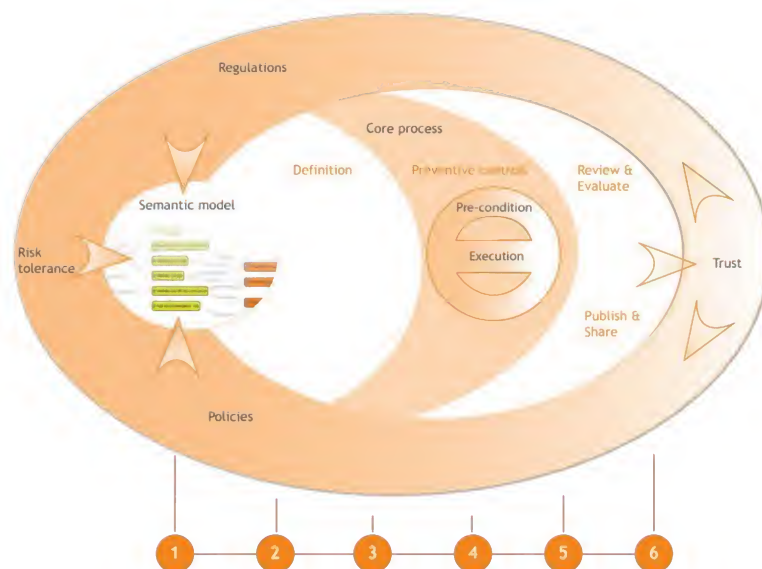 Regulations
Core process
Definition
Preventive controls
Review &
Evaluate
Semantic model
Pre-condition
Risk
tolerance
Execution
Trust
Publish &
Share
Policies
1
2
3
4
5
6